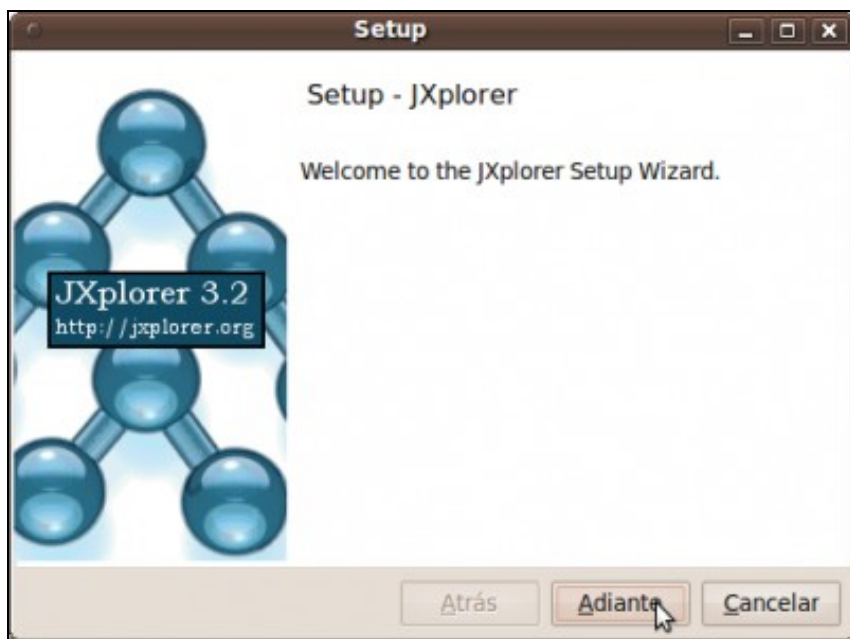 Setup
Setup - JXplorer
Welcome to the JXplorer Setup Wizard.
JXplorer 3.2
http://jxplorer.org
Atrás
Adiante
Cancelar